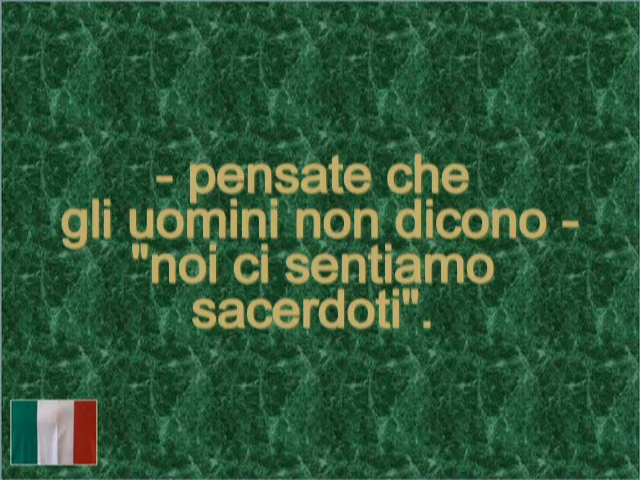 - pensate che
gli uomini non dicono -
"noi ci sentiamo
sacerdoti".